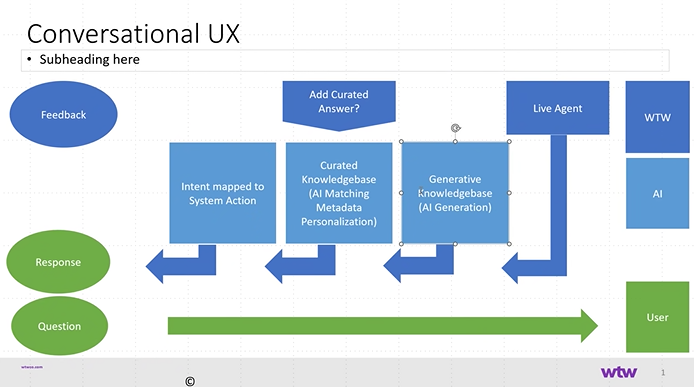 Conversational UX
• Subheading here
Feedback
Add Curated
Answer?
Live Agent
WTW
Intent mapped to
System Action
Curated
Knowledgebase
(AI Matching
Metadata
Personalization)
Generative
Knowledgebase
(AI Generation)
AI
Response
Question
User
wtwco.com
©
wtw
1